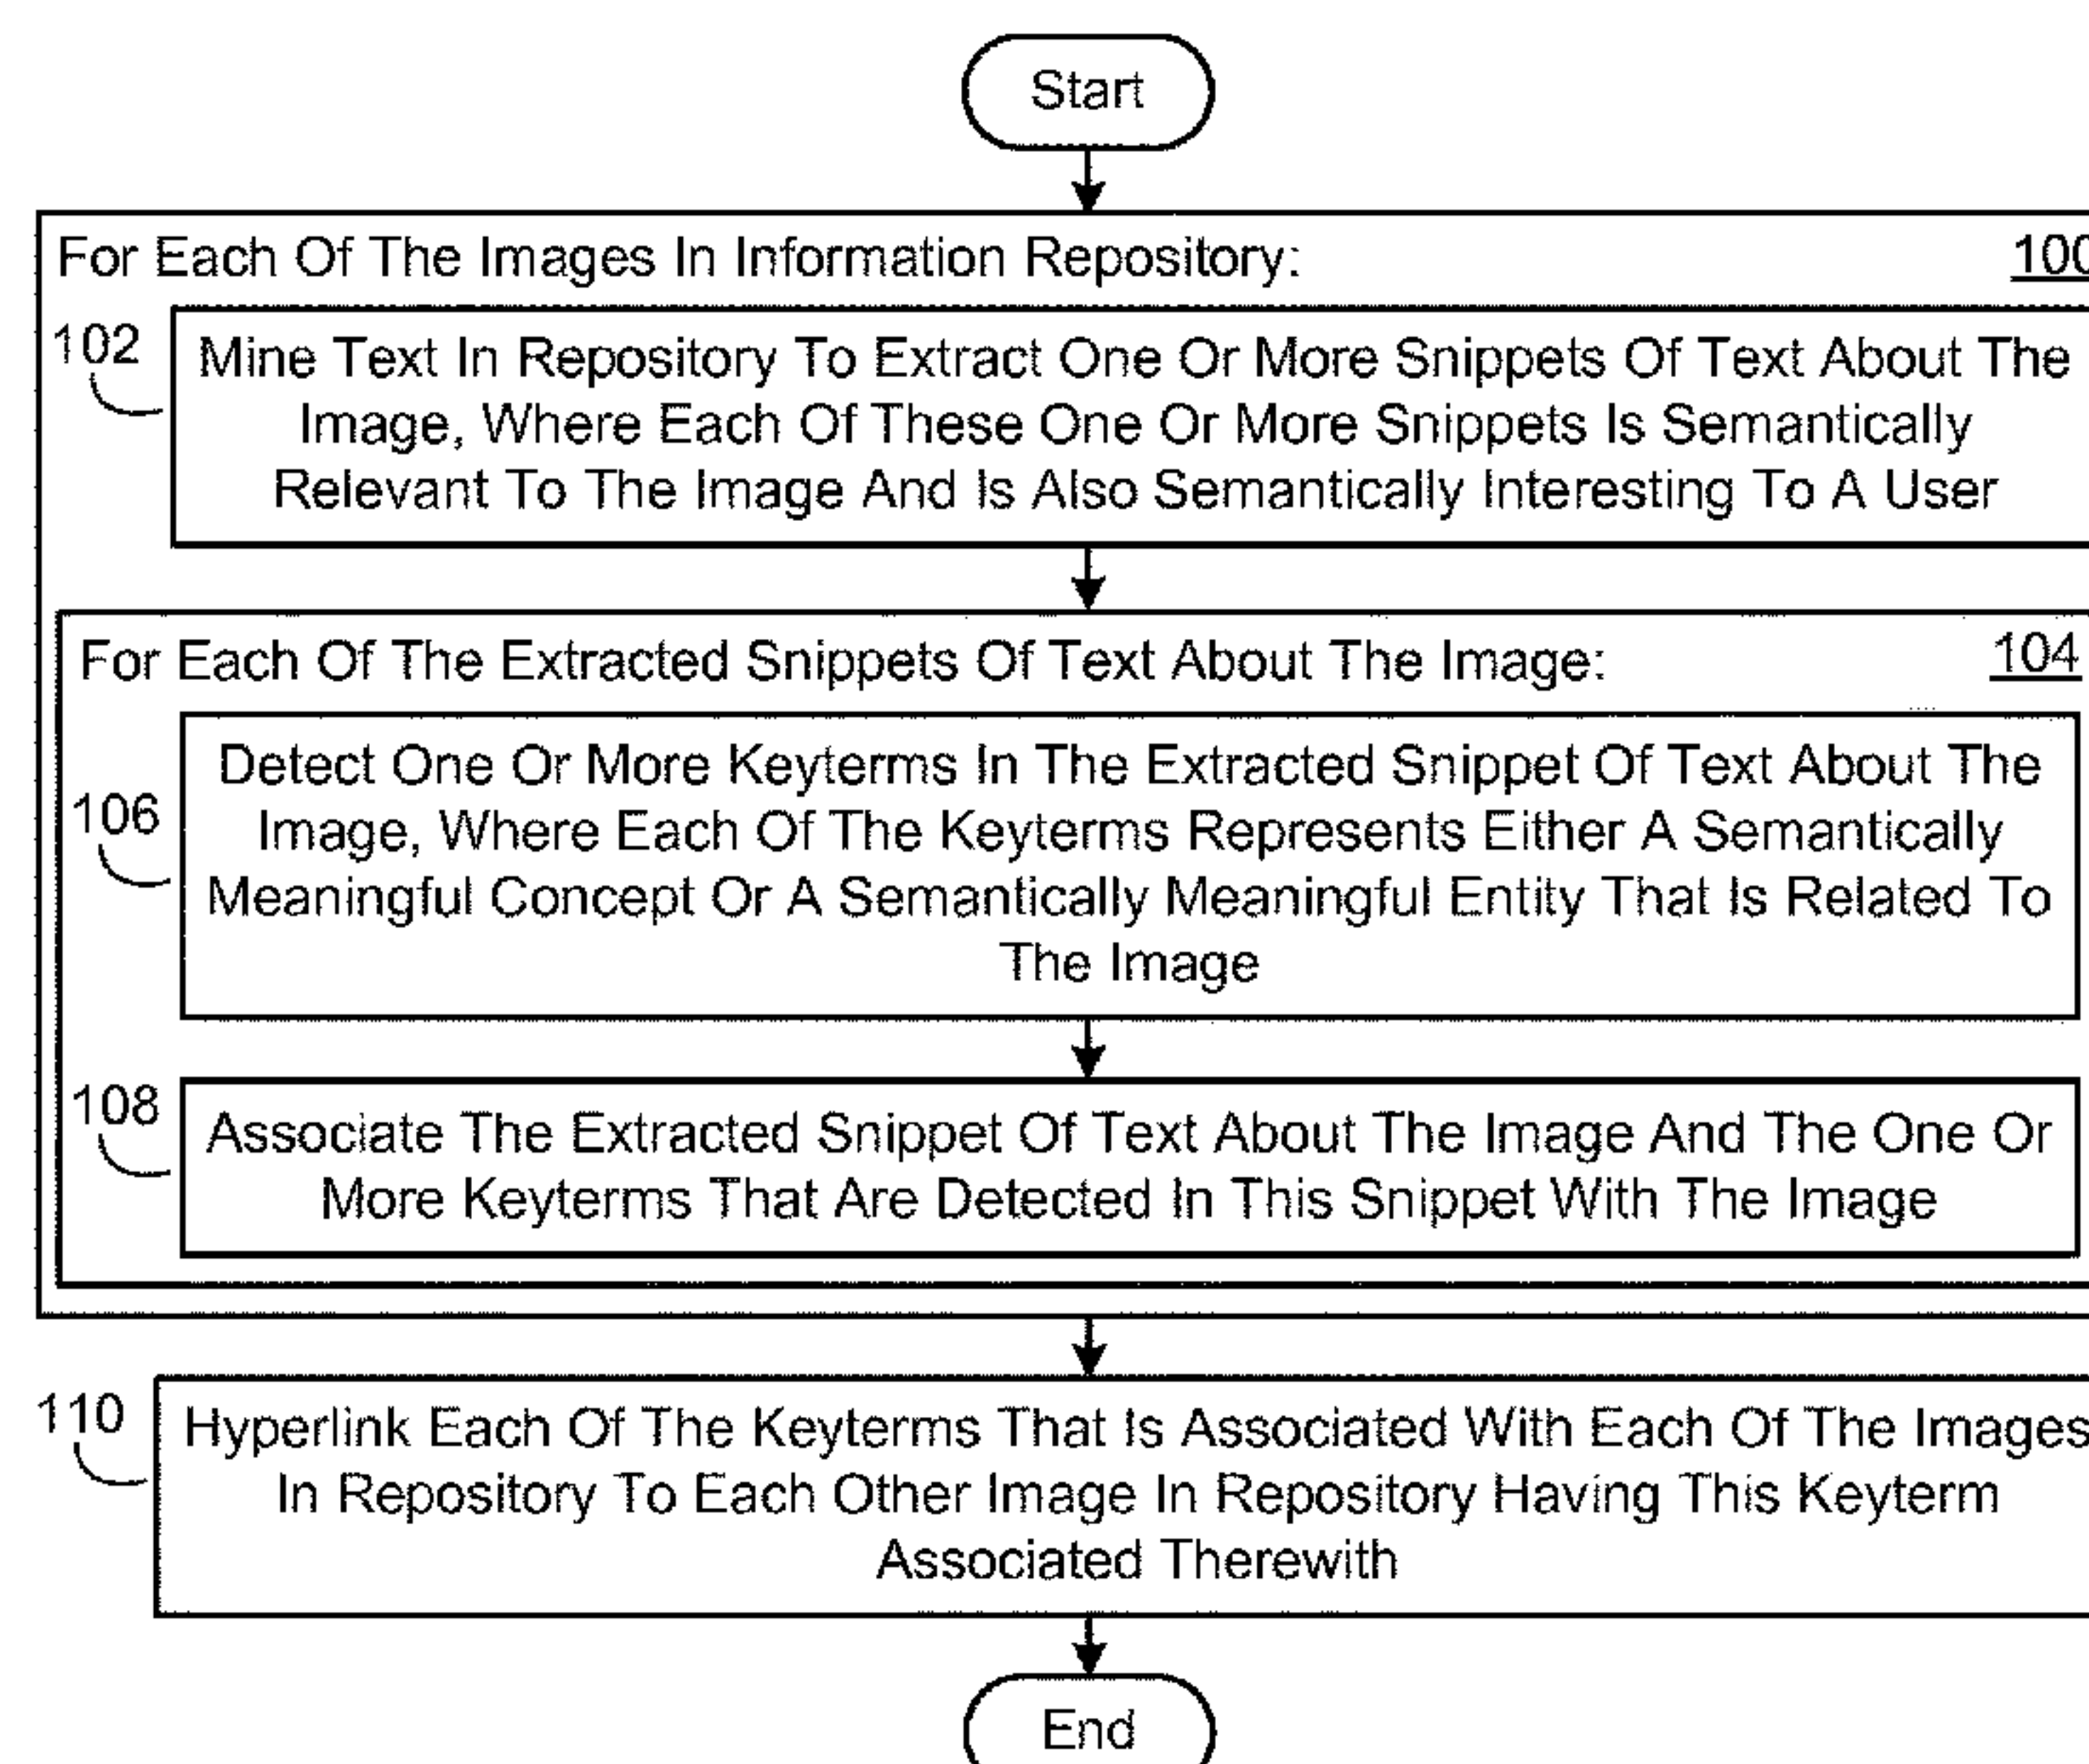 Start
For Each Of The Images In Information Repository:
100
102
Mine Text In Repository To Extract One Or More Snippets Of Text About The
Image, Where Each Of These One Or More Snippets Is Semantically
Relevant To The Image And Is Also Semantically Interesting To A User
For Each Of The Extracted Snippets Of Text About The Image:
104
106
Detect One Or More Keyterms In The Extracted Snippet Of Text About The
Image, Where Each Of The Keyterms Represents Either A Semantically
Meaningful Concept Or A Semantically Meaningful Entity That Is Related To
The Image
108
Associate The Extracted Snippet Of Text About The Image And The One Or
More Keyterms That Are Detected In This Snippet With The Image
110
Hyperlink Each Of The Keyterms That Is Associated With Each Of The Images
In Repository To Each Other Image In Repository Having This Keyterm
Associated Therewith
End